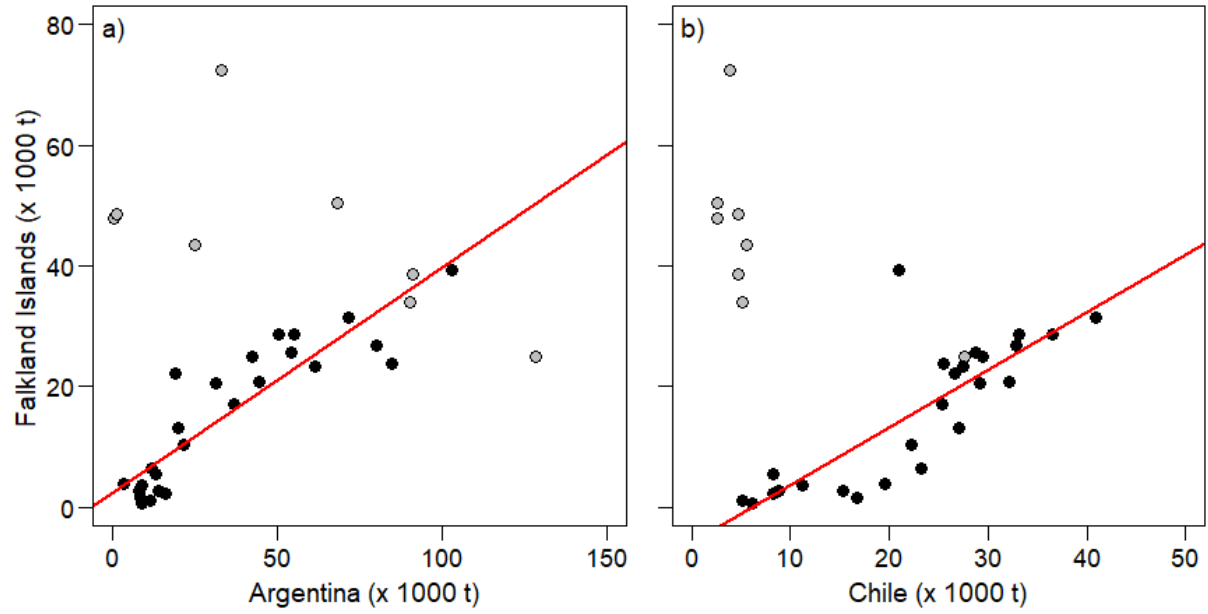 a)
b)
Falkland Islands (x 1000 t)
80
60
40
20
0
0 50 100 150
0 10 20 30 40 50
Argentina (x 1000 t)
Chile (x 1000 t)